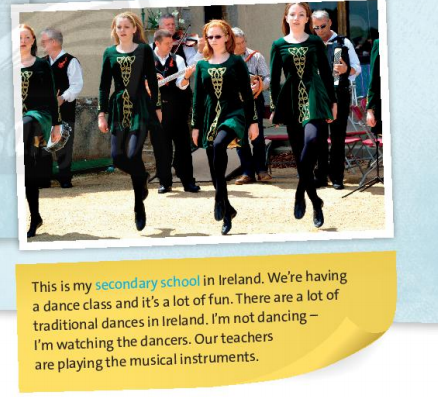 This is my secondary school in Ireland. We're having
a dance class and it's a lot of fun. There are a lot of
traditional dances in Ireland. I'm not dancing –
I'm watching the dancers. Our teachers
are playing the musical instruments.